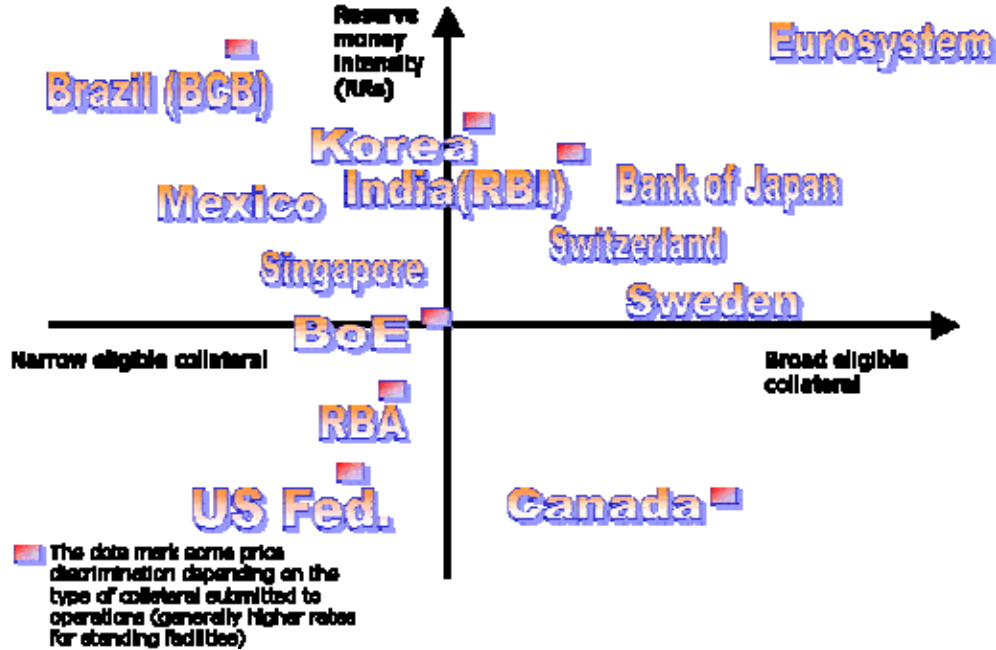 Reserve
money
intensity
(RRs)
Eurosystem
Brazil (BCB)
Korea
India(RBI)
Bank of Japan
Mexico
Switzerland
Singapore
Sweden
BoE
Narrow eligible collateral
Broad eligible
collateral
RBA
US Fed.
Canada
The dots mark some price
discrimination depending on the
type of collateral submitted to
operations (generally higher rates
for standing facilities)